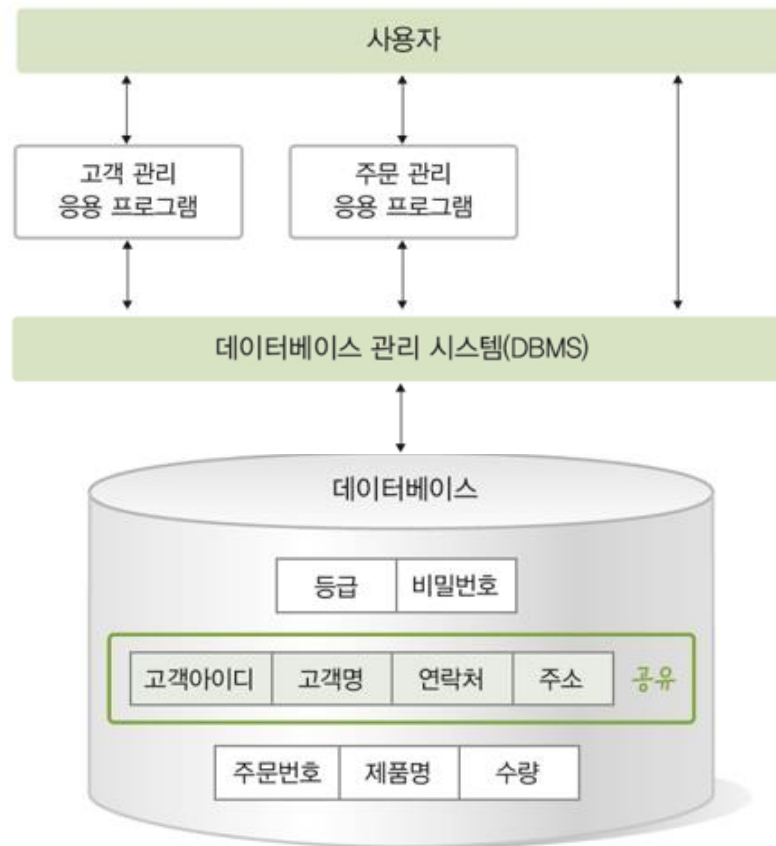 사용자
고객 관리
응용 프로그램
주문 관리
응용 프로그램
데이터베이스 관리 시스템(DBMS)
데이터베이스
등급 비밀번호
고객아이디 고객명 연락처 주소 공유
주문번호 제품명 수량